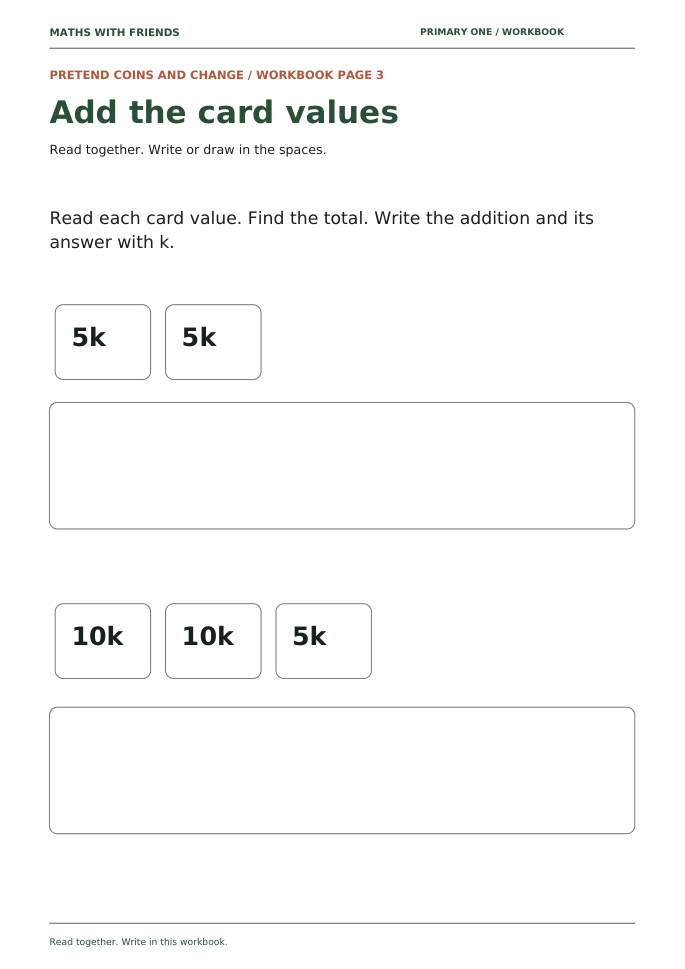 MATHS WITH FRIENDS
PRIMARY ONE / WORKBOOK
PRETEND COINS AND CHANGE / WORKBOOK PAGE 3
Add the card values
Read together. Write or draw in the spaces.
Read each card value. Find the total. Write the addition and its
answer with k.
5k 5k
10k 10k 5k
Read together. Write in this workbook.